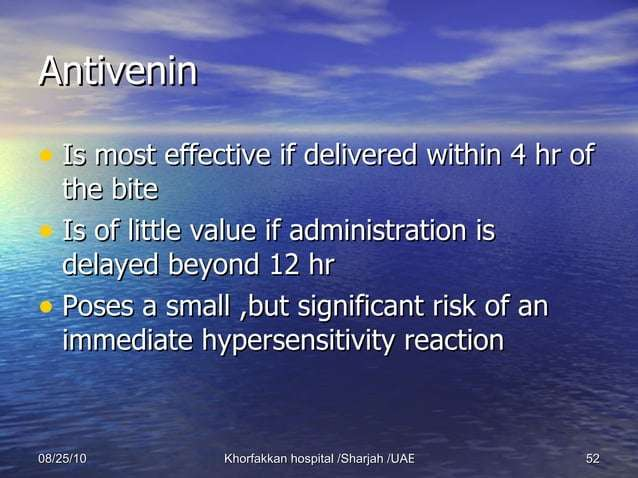 Antivenin
• Is most effective if delivered within 4 hr of
the bite
• Is of little value if administration is
delayed beyond 12 hr
• Poses a small ,but significant risk of an
immediate hypersensitivity reaction
08/25/10 Khorfakkan hospital /Sharjah /UAE 52